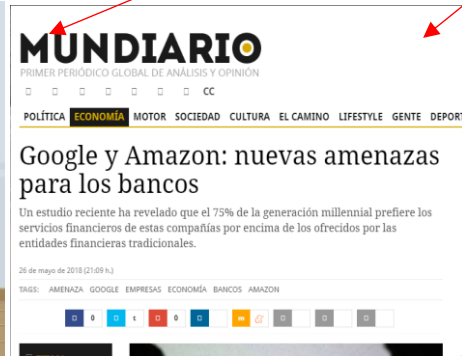 MUNDIARIO
PRIMER PERIÓDICO GLOBAL DE ANÁLISIS Y OPINIÓN
CC
POLÍTICA ECONOMÍA MOTOR SOCIEDAD CULTURA EL CAMINO LIFESTYLE GENTE DEPORT
Google y Amazon: nuevas amenazas
para los bancos
Un estudio reciente ha revelado que el 75% de la generación millennial prefiere los
servicios financieros de estas compañías por encima de los ofrecidos por las
entidades financieras tradicionales.
26 de mayo de 2018 (21:09 h.)
TAGS: AMENAZA GOOGLE EMPRESAS ECONOMÍA BANCOS AMAZON
0 t 0 m